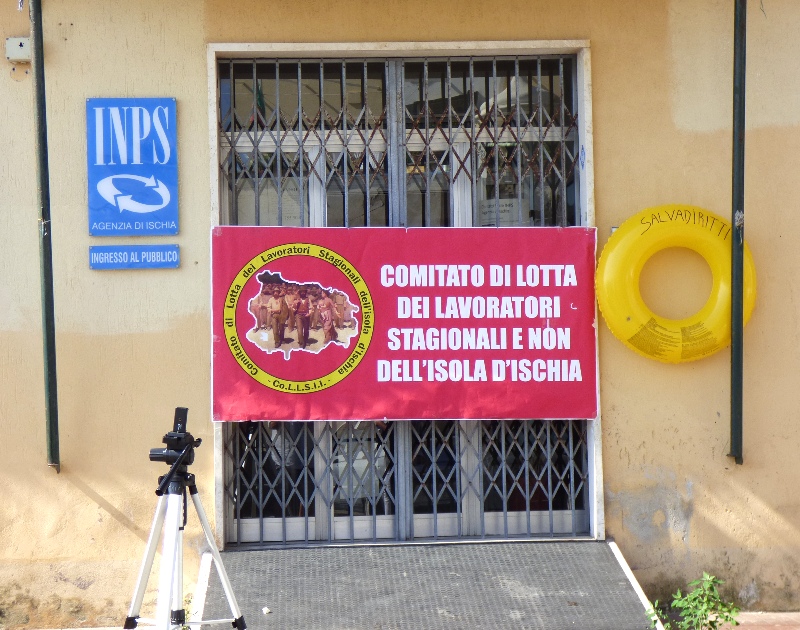 INPS
AGENZIA DI ISCHIA
INGRESSO AL PUBBLICO
Comitato di Lotta dei Lavoratori Stagionali dell'isola d'Ischia
- Co.L.L.S.I.I. -
COMITATO DI LOTTA
DEI LAVORATORI
STAGIONALI E NON
DELL'ISOLA D'ISCHIA
SALVADIRITTI